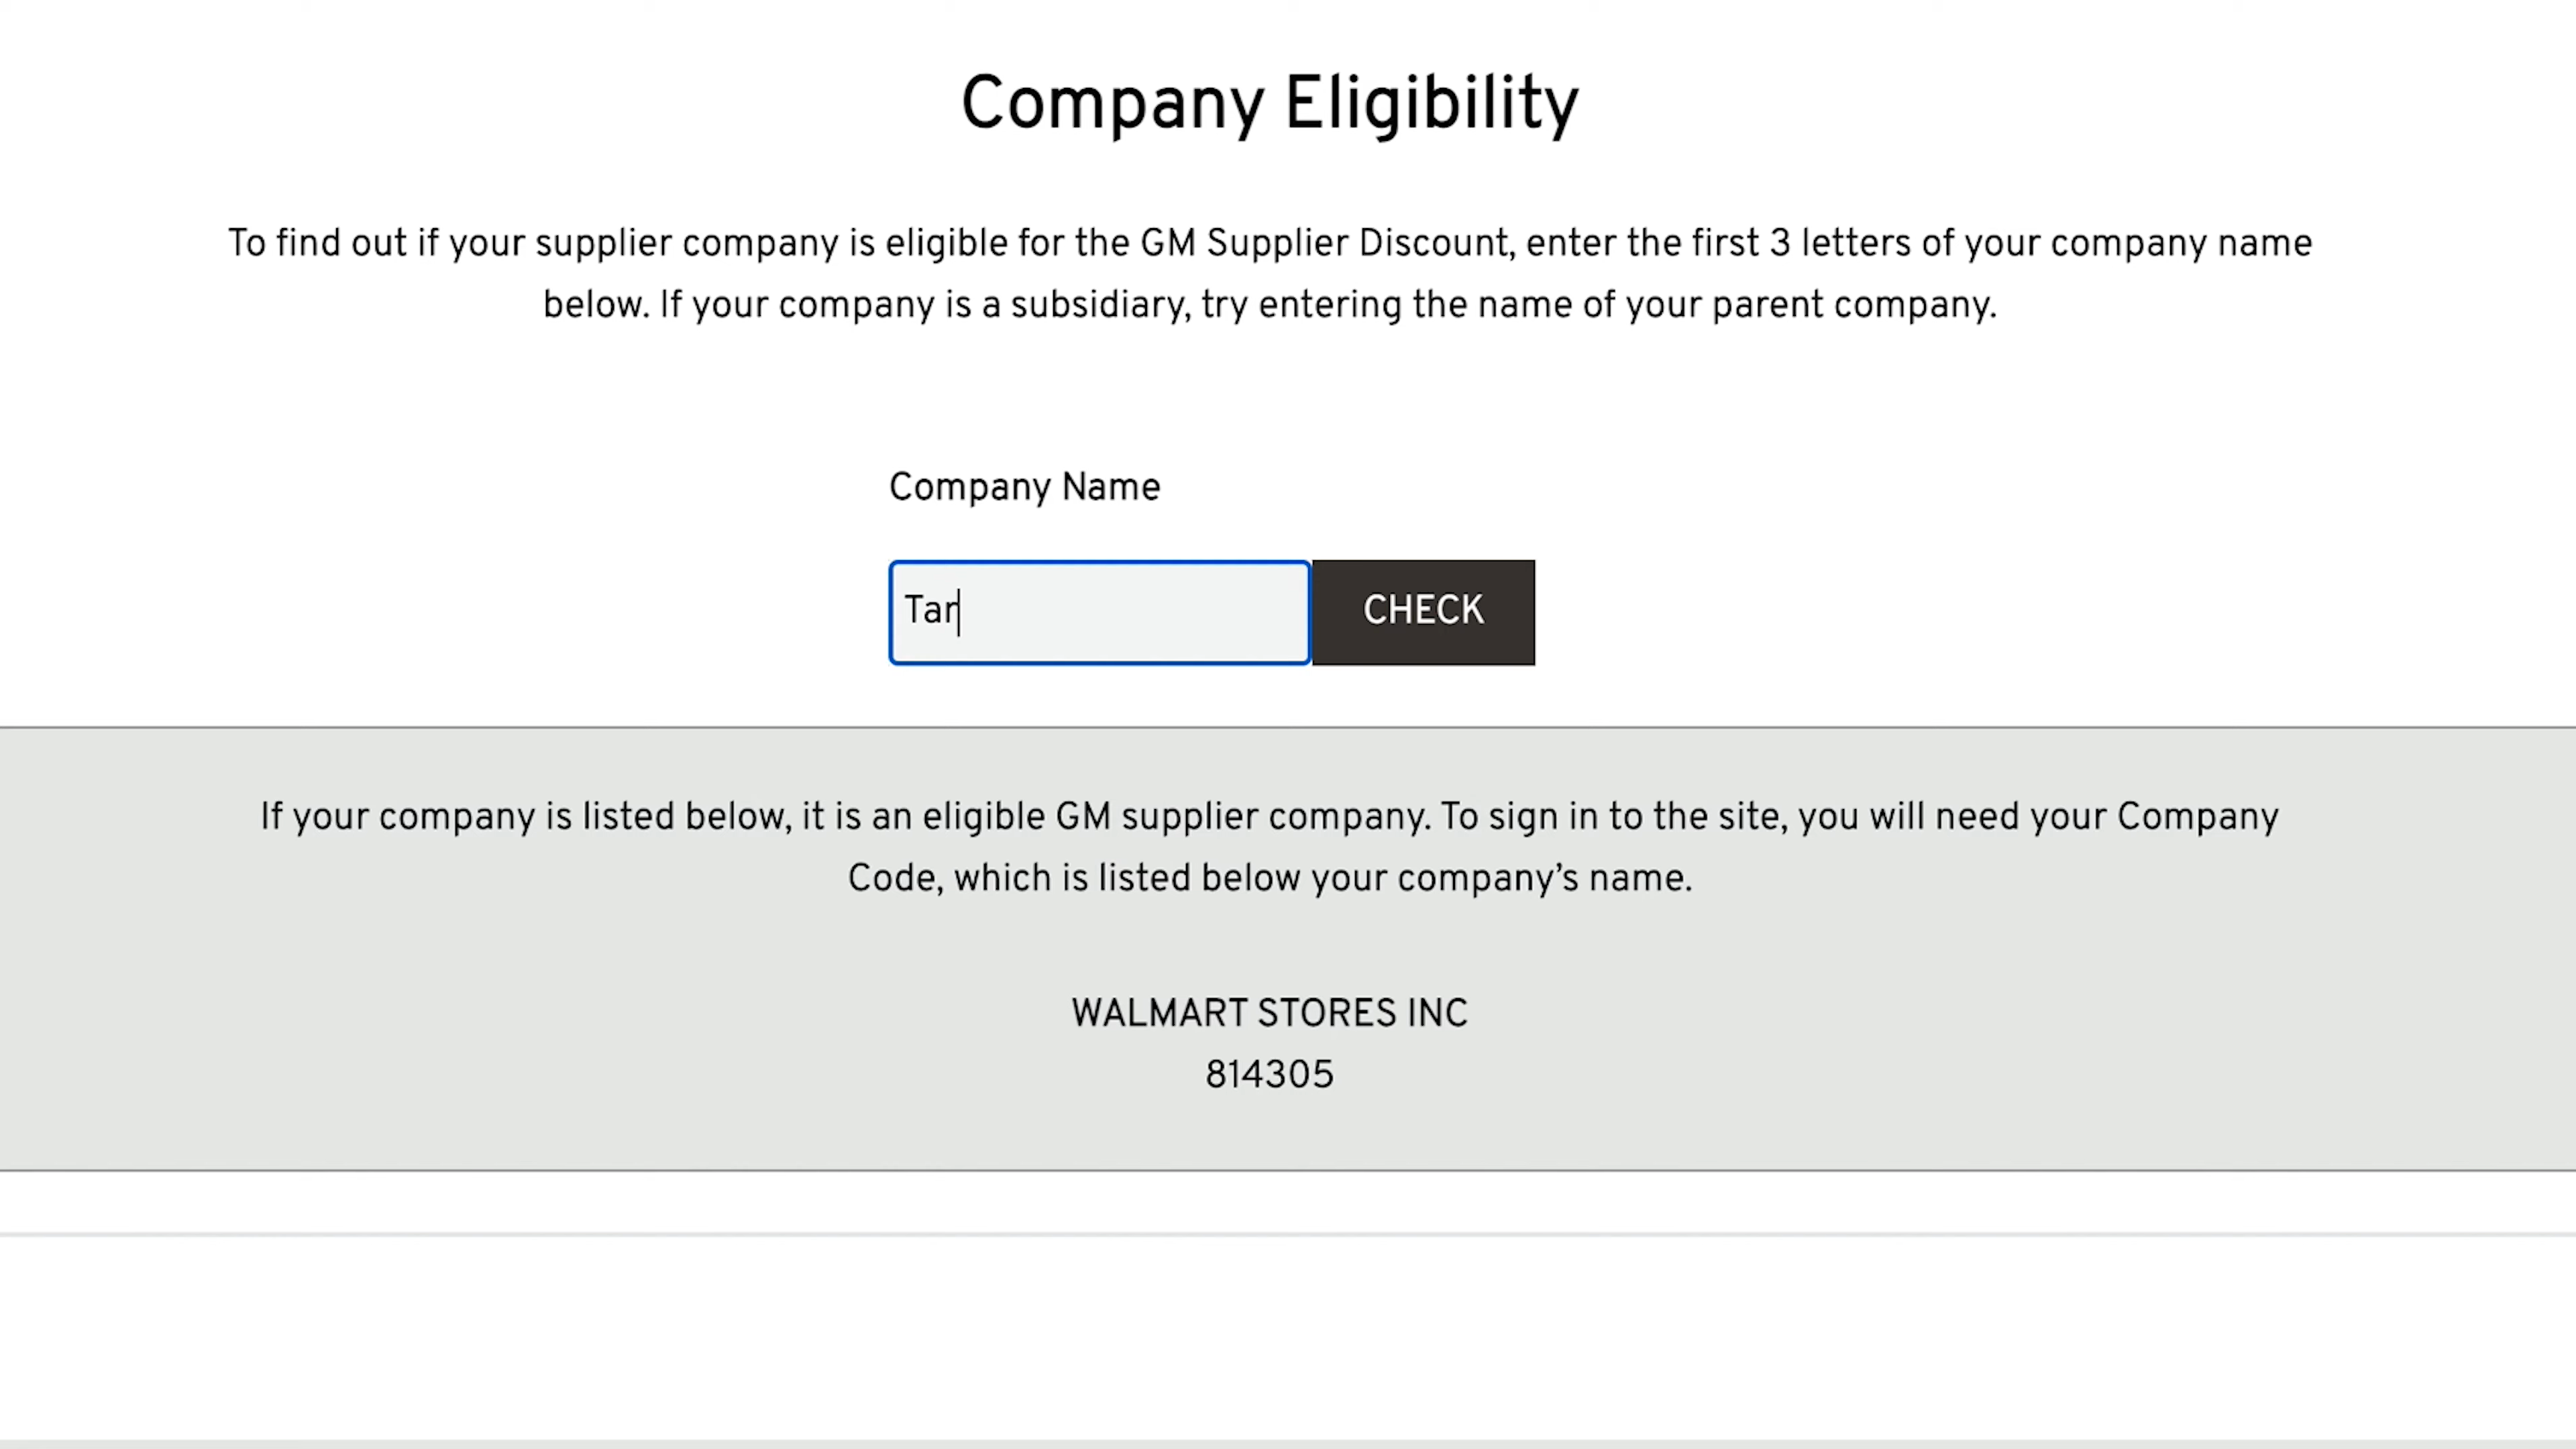 Company Eligibility
To find out if your supplier company is eligible for the GM Supplier Discount, enter the first 3 letters of your company name
below. If your company is a subsidiary, try entering the name of your parent company.
Company Name
Tar
CHECK
If your company is listed below, it is an eligible GM supplier company. To sign in to the site, you will need your Company
Code, which is listed below your company’s name.
WALMART STORES INC
814305